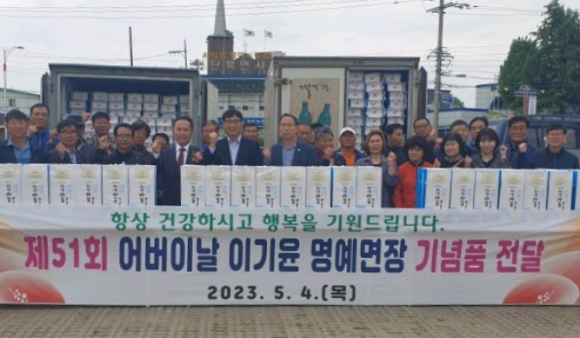 항상 건강하시고 행복을 기원드립니다.
제51회 어버이날 이기윤 명예면장 기념품 전달
2023. 5. 4.(목)